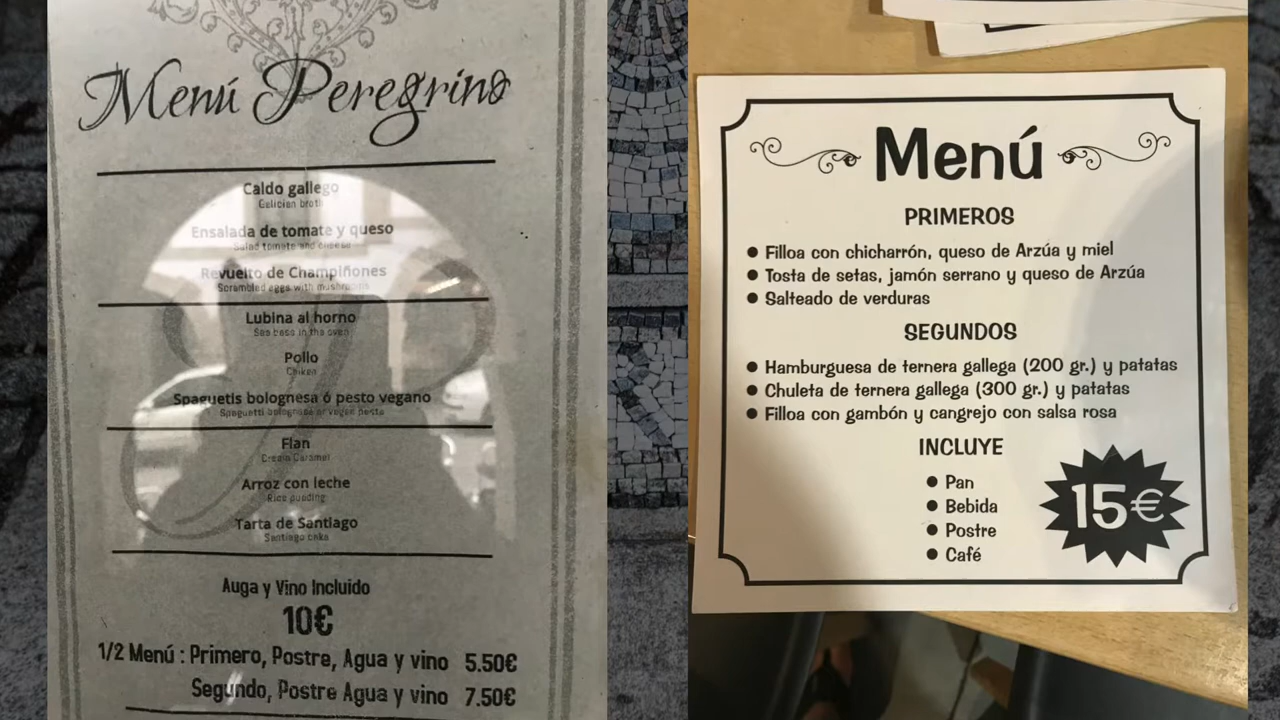 Menú Peregrino
Caldo gallego
Galician broth
Ensalada de tomate y queso
Salad tomate and cheese
Revuelto de Champiñones
Scrambled eggs with mushrooms
Lubina al horno
Sea bass in the oven
Pollo
Chiken
Spaguetis bolognesa ó pesto vegano
Spaguetti bolognese or vegan pesto
Flan
Cream Caramel
Arroz con leche
Rice pudding
Tarta de Santiago
Santiago cake
Auga y Vino Incluido
10€
1/2 Menú : Primero, Postre, Agua y vino 5.50€
Segundo, Postre Agua y vino 7.50€
Menú
PRIMEROS
● Filloa con chicharrón, queso de Arzúa y miel
● Tosta de setas, jamón serrano y queso de Arzúa
● Salteado de verduras
SEGUNDOS
● Hamburguesa de ternera gallega (200 gr.) y patatas
● Chuleta de ternera gallega (300 gr.) y patatas
● Filloa con gambón y cangrejo con salsa rosa
INCLUYE
● Pan
● Bebida
● Postre
● Café
15€